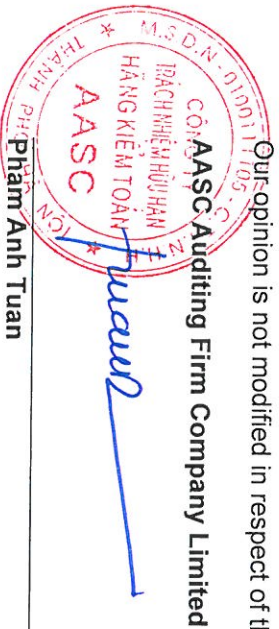 Our opinion is not modified in respect of
AASC Auditing Firm Company Limited
M.S.D.N
CÔNG TY
TRÁCH NHIỆM HỮU HẠN
HÃNG KIỂM TOÁN
AASC
Phạm Anh Tuan